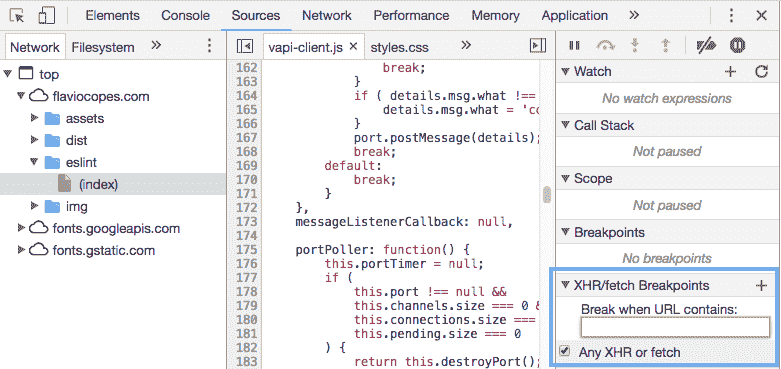 Elements Console Sources Network Performance Memory Application »
Network Filesystem »
top
flaviocopes.com
assets
dist
eslint
(index)
img
fonts.googleapis.com
fonts.gstatic.com
vapi-client.js × styles.css »
162 break;
163 }
164 if ( details.msg.what !==
165 details.msg.what = 'co
166 }
167 port.postMessage(details);
168 break;
169 default:
170 break;
171 }
172 },
173 messageListenerCallback: null,
174
175 portPoller: function() {
176 this.portTimer = null;
177 if (
178 this.port !== null &&
179 this.channels.size === 0 &
180 this.connections.size ===
181 this.pending.size === 0
182 ) {
183 return this.destroyPort();
Watch
No watch expressions
Call Stack
Not paused
Scope
Not paused
Breakpoints
No breakpoints
XHR/fetch Breakpoints +
Break when URL contains:
Any XHR or fetch